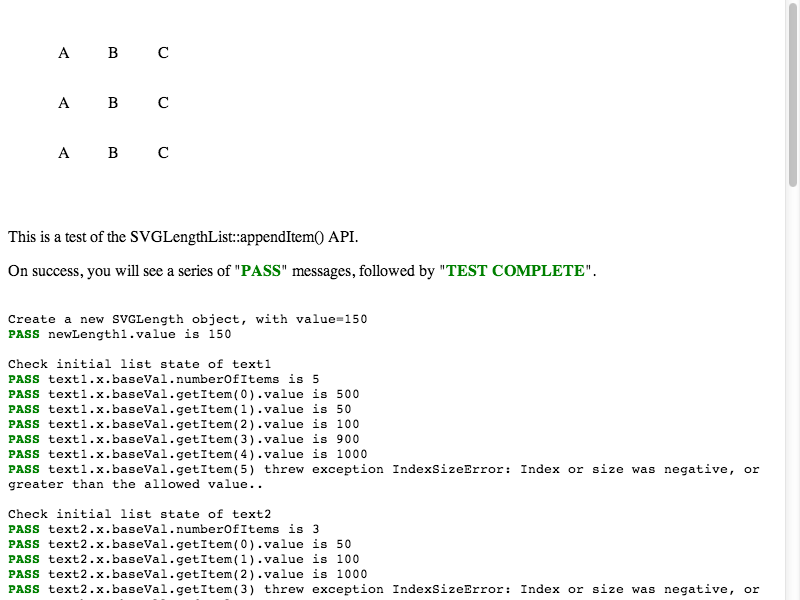 A B C
A B C
A B C
This is a test of the SVGLengthList::appendItem() API.
On success, you will see a series of "PASS" messages, followed by "TEST COMPLETE".
Create a new SVGLength object, with value=150
PASS newLength1.value is 150
Check initial list state of text1
PASS text1.x.baseVal.numberOfItems is 5
PASS text1.x.baseVal.getItem(0).value is 500
PASS text1.x.baseVal.getItem(1).value is 50
PASS text1.x.baseVal.getItem(2).value is 100
PASS text1.x.baseVal.getItem(3).value is 900
PASS text1.x.baseVal.getItem(4).value is 1000
PASS text1.x.baseVal.getItem(5) threw exception IndexSizeError: Index or size was negative, or
greater than the allowed value..
Check initial list state of text2
PASS text2.x.baseVal.numberOfItems is 3
PASS text2.x.baseVal.getItem(0).value is 50
PASS text2.x.baseVal.getItem(1).value is 100
PASS text2.x.baseVal.getItem(2).value is 1000
PASS text2.x.baseVal.getItem(3) threw exception IndexSizeError: Index or size was negative, or